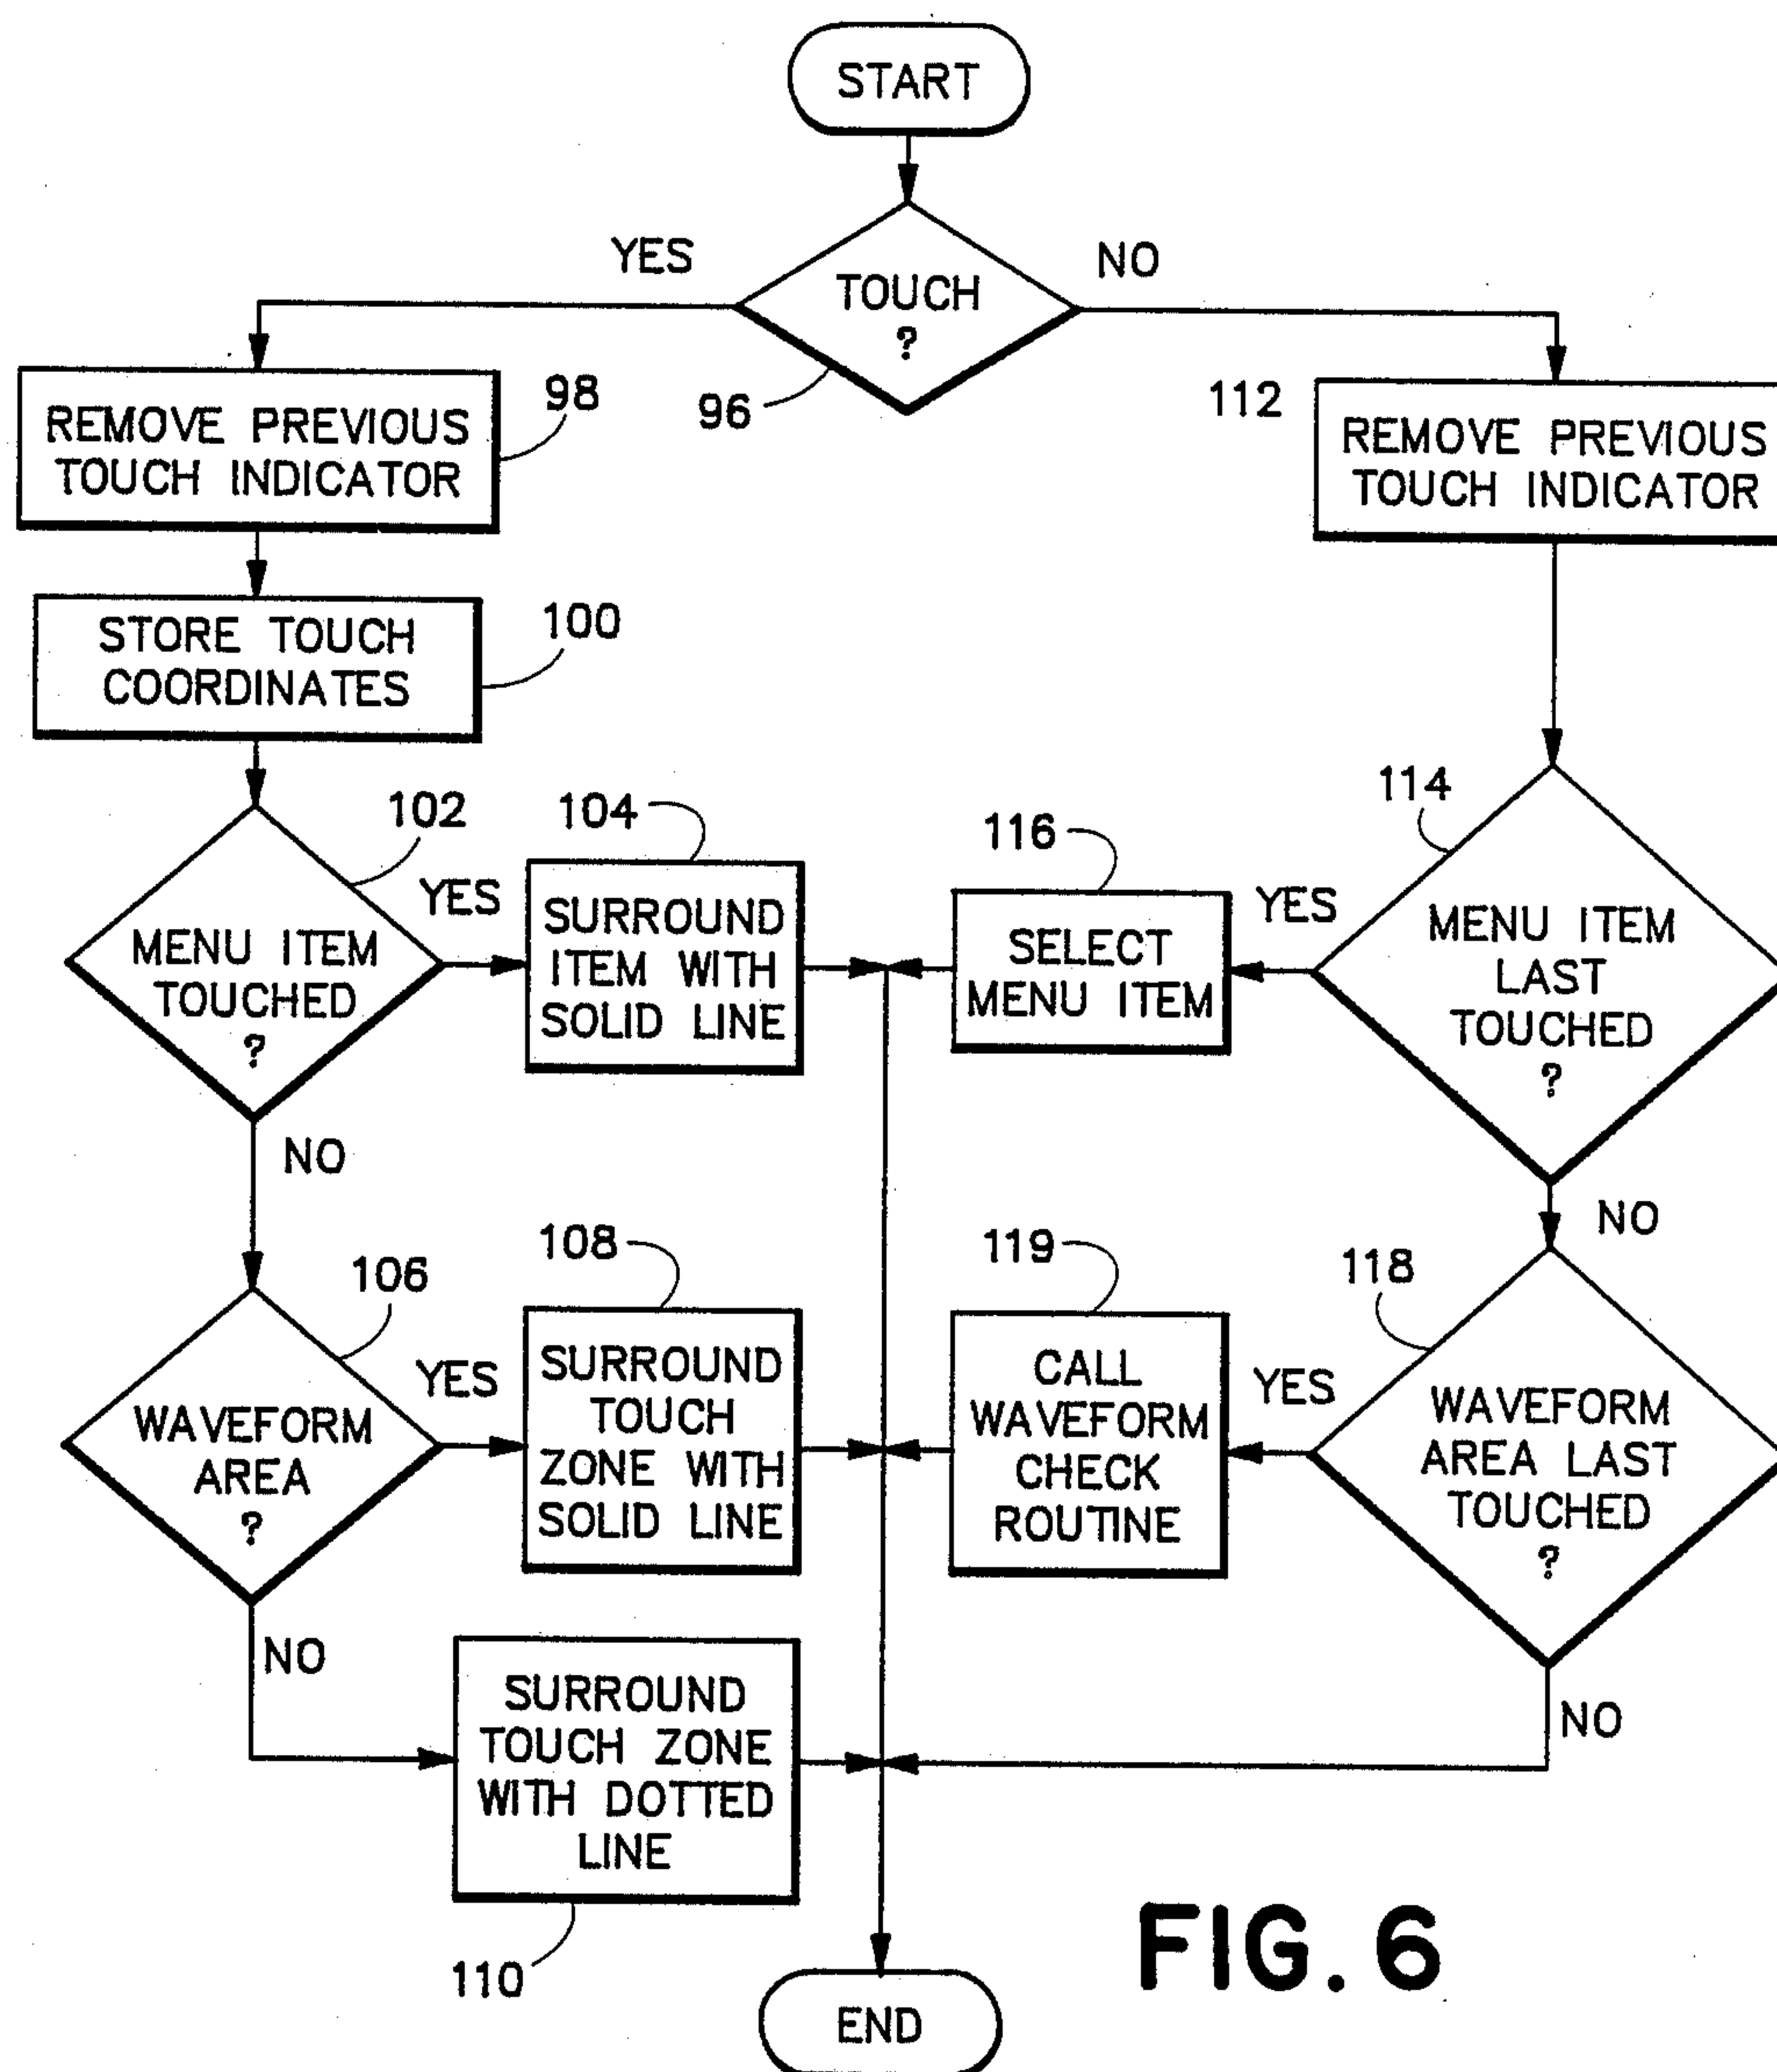 START
YES
NO
TOUCH
?
96
REMOVE PREVIOUS
TOUCH INDICATOR
98
112
REMOVE PREVIOUS
TOUCH INDICATOR
STORE TOUCH
COORDINATES
100
102
MENU ITEM
TOUCHED
?
YES
NO
104
SURROUND
ITEM WITH
SOLID LINE
116
SELECT
MENU ITEM
YES
114
MENU ITEM
LAST
TOUCHED
?
NO
106
WAVEFORM
AREA
?
YES
NO
108
SURROUND
TOUCH
ZONE WITH
SOLID LINE
119
CALL
WAVEFORM
CHECK
ROUTINE
YES
118
WAVEFORM
AREA LAST
TOUCHED
?
NO
SURROUND
TOUCH ZONE
WITH DOTTED
LINE
110
END
FIG. 6